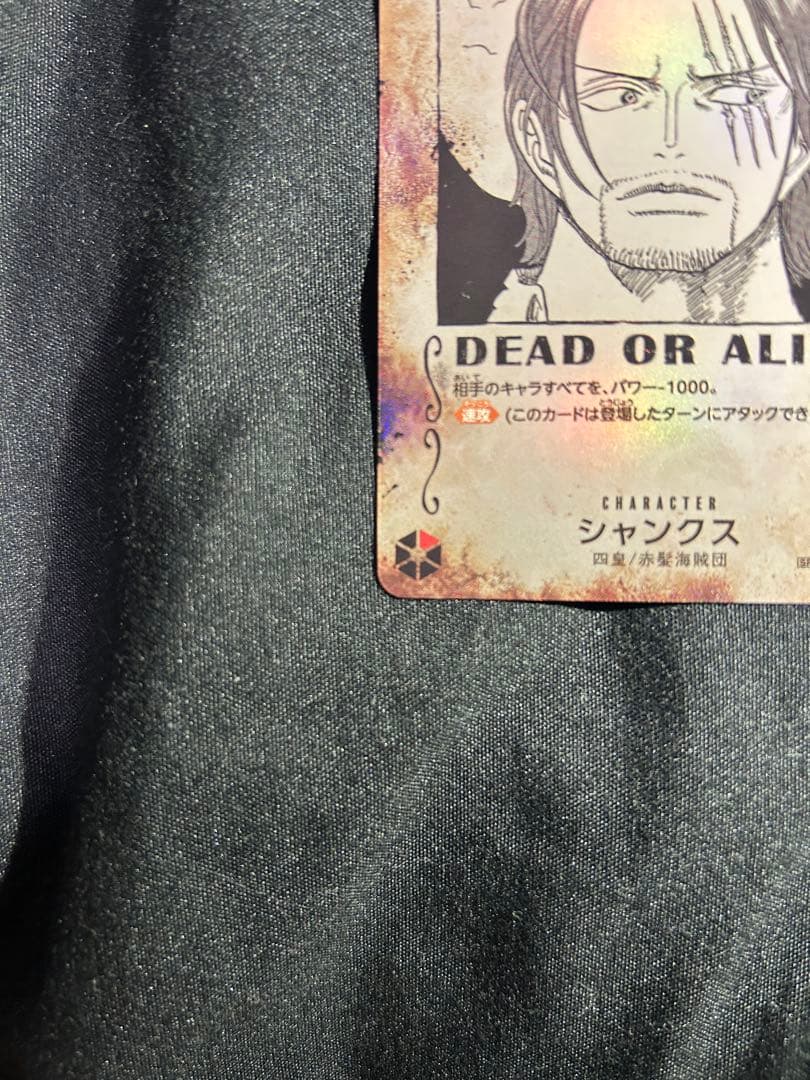 DEAD OR ALI
相手のキャラすべてを、パワー-1000。
速攻 (このカードは登場したターンにアタックでき
CHARACTER
シャンクス
四皇/赤髪海賊団